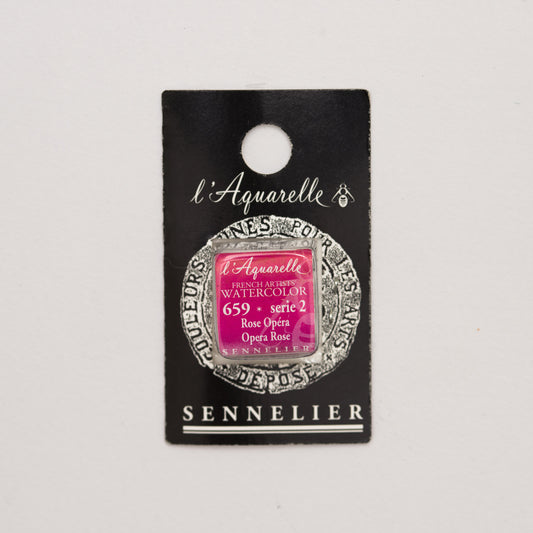 l'Aquarelle
COULEURS FINES POUR LES ARTS
l'Aquarelle
FRENCH ARTISTS'
WATERCOLOR
659 * serie 2
Rose Opéra
Opera Rose
SENNELIER
DÉPOSÉ
SENNELIER